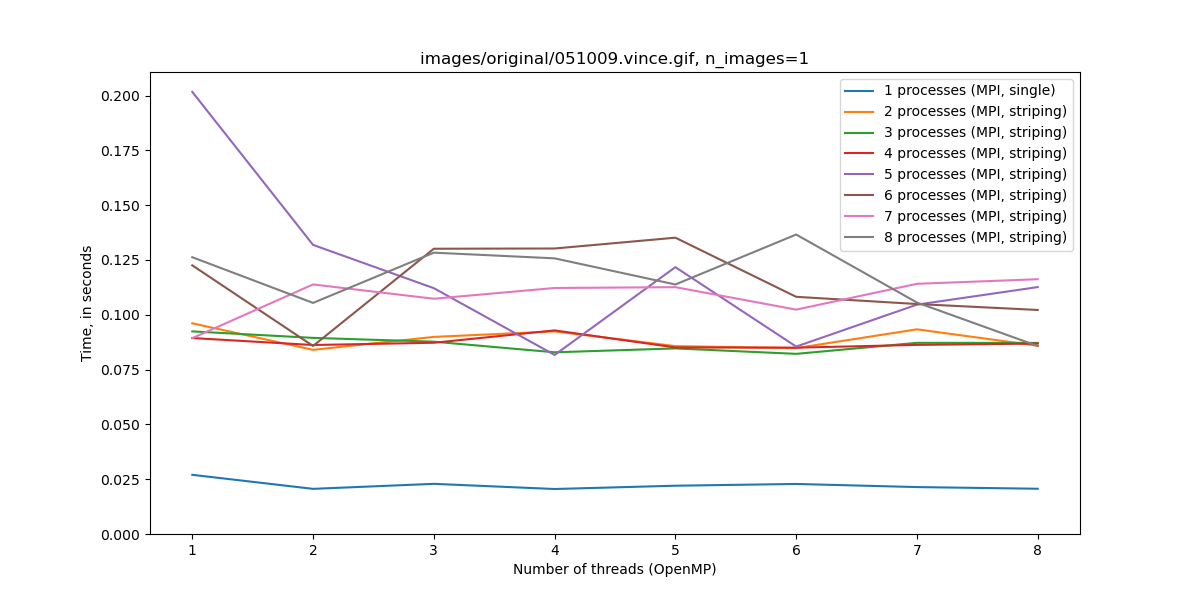 images/original/051009.vince.gif, n_images=1
1 processes (MPI, single)
2 processes (MPI, striping)
3 processes (MPI, striping)
4 processes (MPI, striping)
5 processes (MPI, striping)
6 processes (MPI, striping)
7 processes (MPI, striping)
8 processes (MPI, striping)
Time, in seconds
0.200
0.175
0.150
0.125
0.100
0.075
0.050
0.025
0.000
1 2 3 4 5 6 7 8
Number of threads (OpenMP)